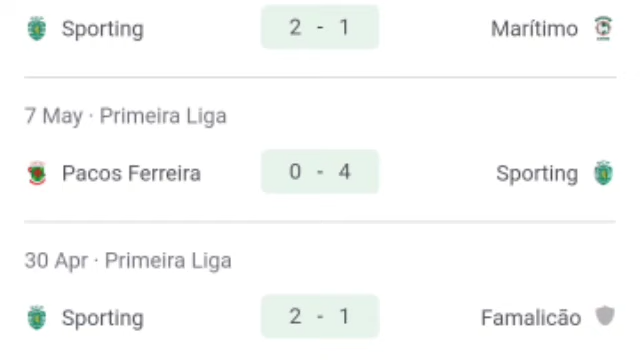 Sporting 2 - 1 Marítimo
7 May · Primeira Liga
Pacos Ferreira 0 - 4 Sporting
30 Apr · Primeira Liga
Sporting 2 - 1 Famalicão